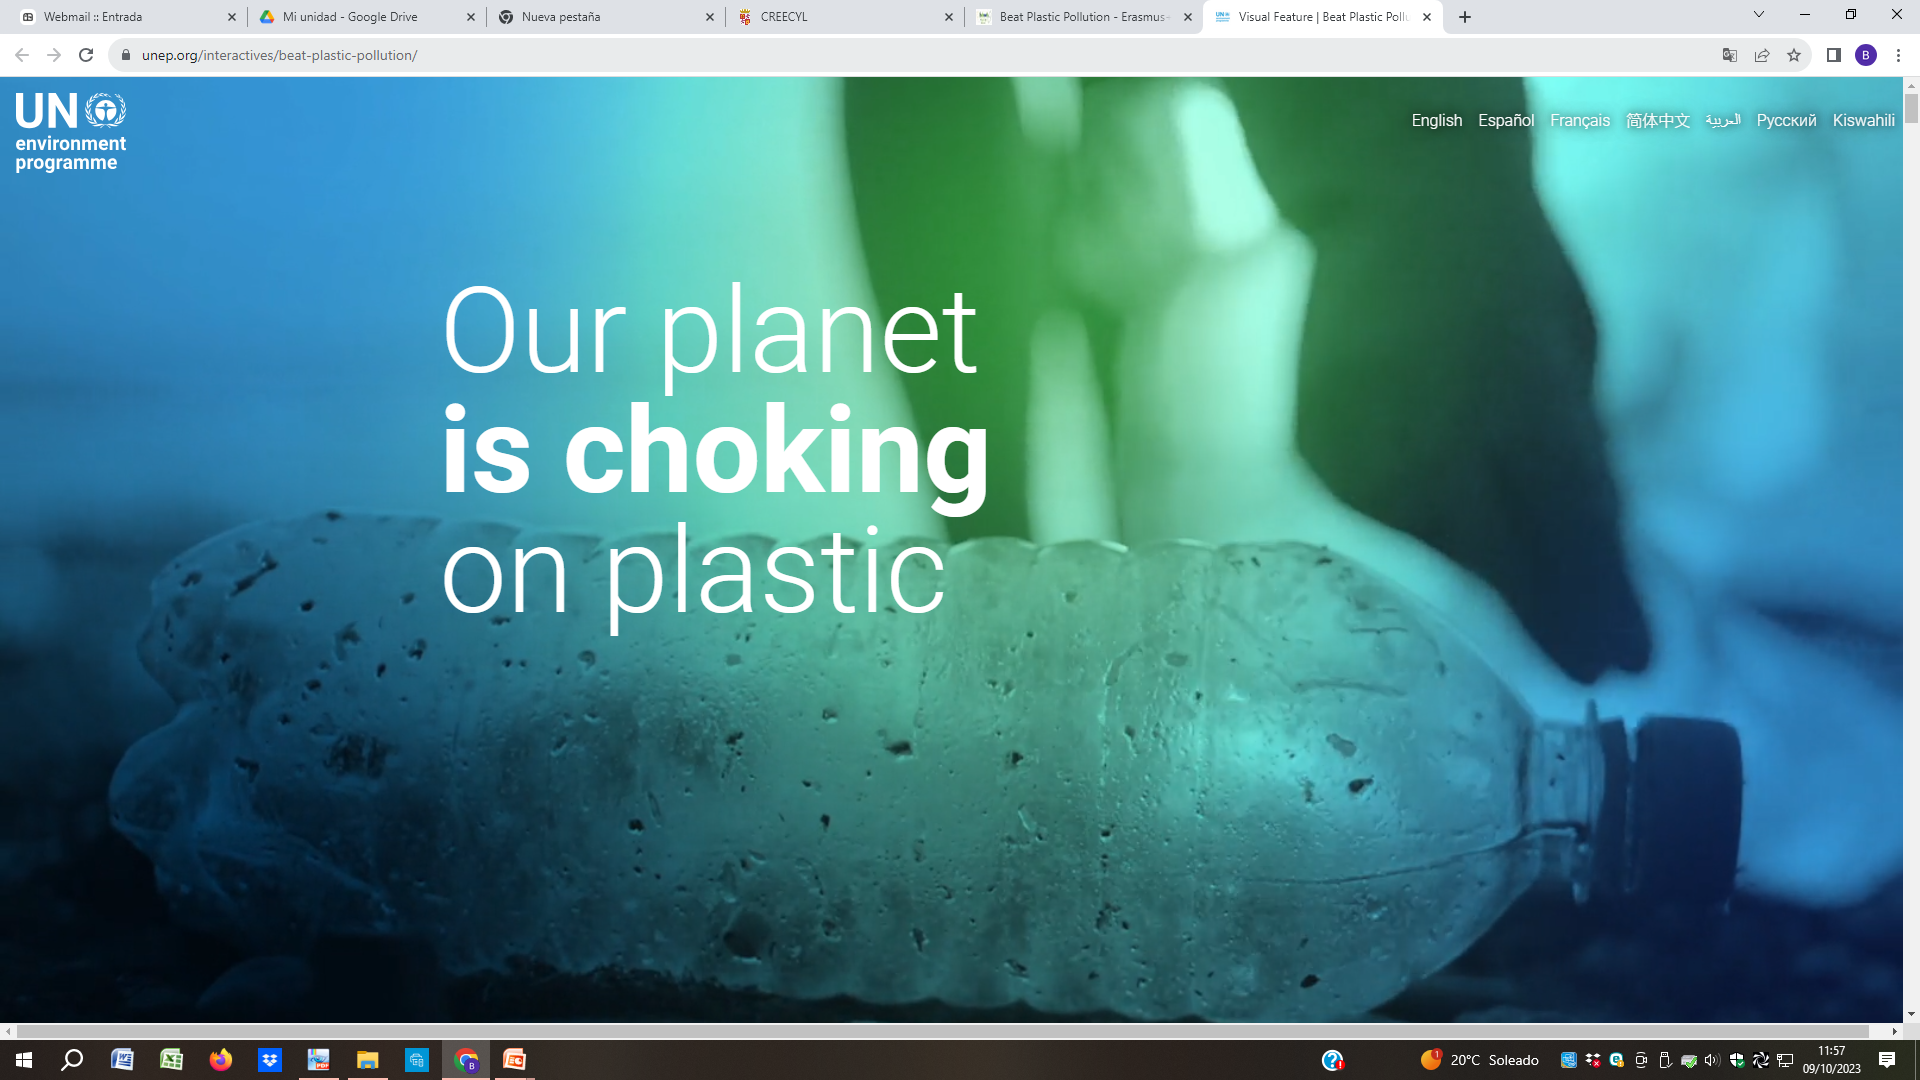 Webmail :: Entrada
Mi unidad - Google Drive
Nueva pestaña
CREECYL
Beat Plastic Pollution - Erasmus+
Visual Feature | Beat Plastic Pollu
unep.org/interactives/beat-plastic-pollution/
B
UN
environment
programme
English Español Français 简体中文 العربية Русский Kiswahili
Our planet
is choking
on plastic
20°C Soleado
11:57
09/10/2023